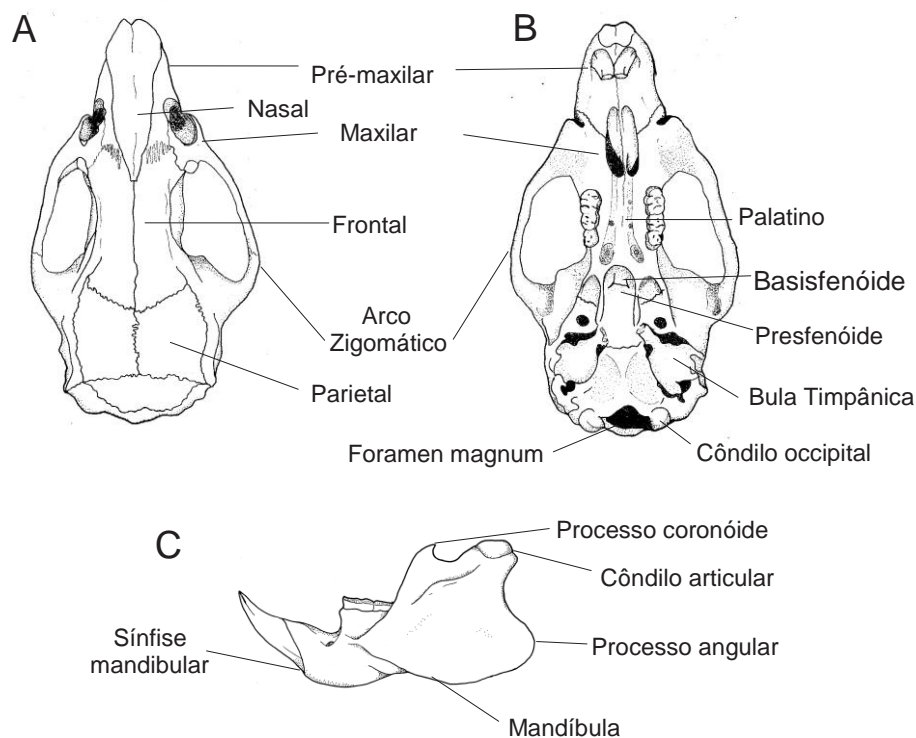 A
B
Pré-maxilar
Nasal
Maxilar
Frontal
Palatino
Basisfenóide
Arco
Zigomático
Presfenóide
Parietal
Bula Timpânica
Foramen magnum
Côndilo occipital
C
Processo coronóide
Côndilo articular
Sínfise
mandibular
Processo angular
Mandíbula